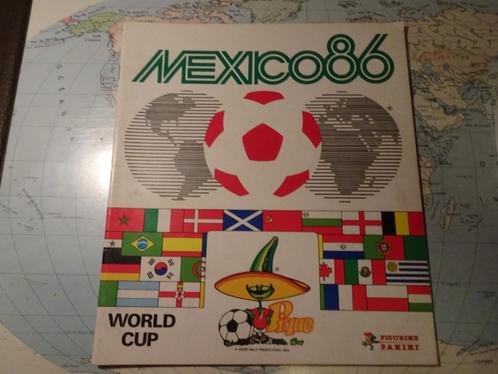 MEXICO86
®
Pique
WORLD
CUP
FIGURINE
PANINI